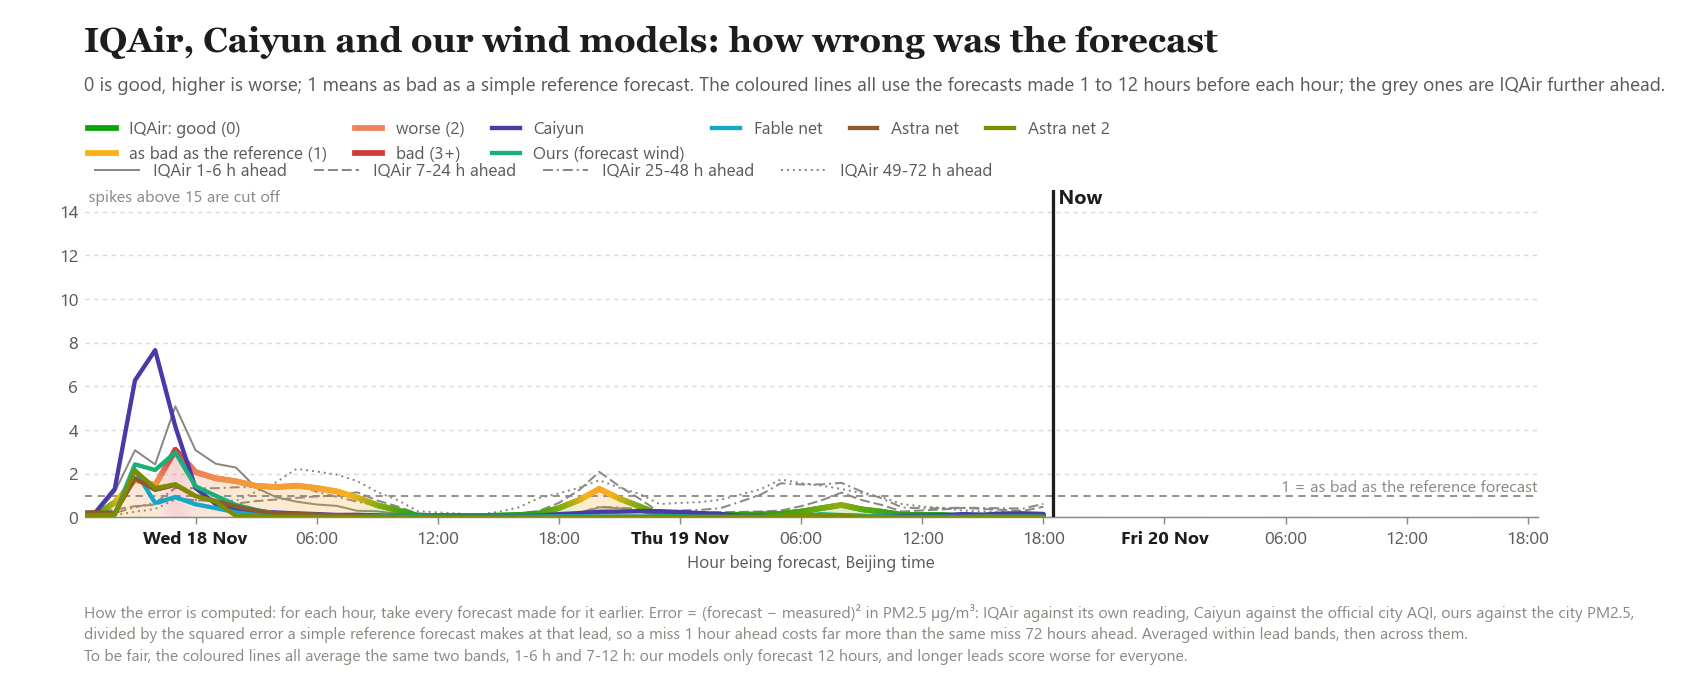 IQAir, Caiyun and our wind models: how wrong was the forecast
0 is good, higher is worse; 1 means as bad as a simple reference forecast. The coloured lines all use the forecasts made 1 to 12 hours before each hour; the grey ones are IQAir further ahead.
IQAir: good (0) worse (2) Caiyun Fable net Astra net Astra net 2
as bad as the reference (1) bad (3+) Ours (forecast wind)
IQAir 1-6 h ahead IQAir 7-24 h ahead IQAir 25-48 h ahead IQAir 49-72 h ahead
spikes above 15 are cut off
Now
14
12
10
8
6
4
2
1 = as bad as the reference forecast
0
Wed 18 Nov 06:00 12:00 18:00 Thu 19 Nov 06:00 12:00 18:00 Fri 20 Nov 06:00 12:00 18:00
Hour being forecast, Beijing time
How the error is computed: for each hour, take every forecast made for it earlier. Error = (forecast − measured)² in PM2.5 µg/m³: IQAir against its own reading, Caiyun against the official city AQI, ours against the city PM2.5,
divided by the squared error a simple reference forecast makes at that lead, so a miss 1 hour ahead costs far more than the same miss 72 hours ahead. Averaged within lead bands, then across them.
To be fair, the coloured lines all average the same two bands, 1-6 h and 7-12 h: our models only forecast 12 hours, and longer leads score worse for everyone.